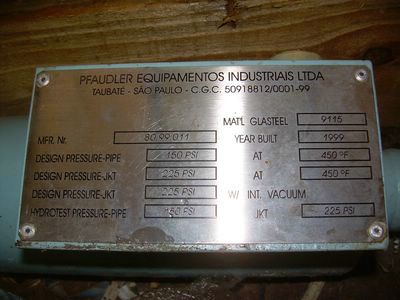 PFAUDLER EQUIPAMENTOS INDUSTRIAIS LTDA
TAUBATÉ - SÃO PAULO - C.G.C. 50918812/0001-99
MAT'L GLASTEEL 9115
MFR. Nr. 80.99.011 YEAR BUILT 1999
DESIGN PRESSURE-PIPE 150 PSI AT 450 ºF
DESIGN PRESSURE-JKT 225 PSI AT 450 ºF
DESIGN PRESSURE-JKT 225 PSI W/ INT. VACUUM
HYDROTEST PRESSURE-PIPE 150 PSI JKT 225 PSI